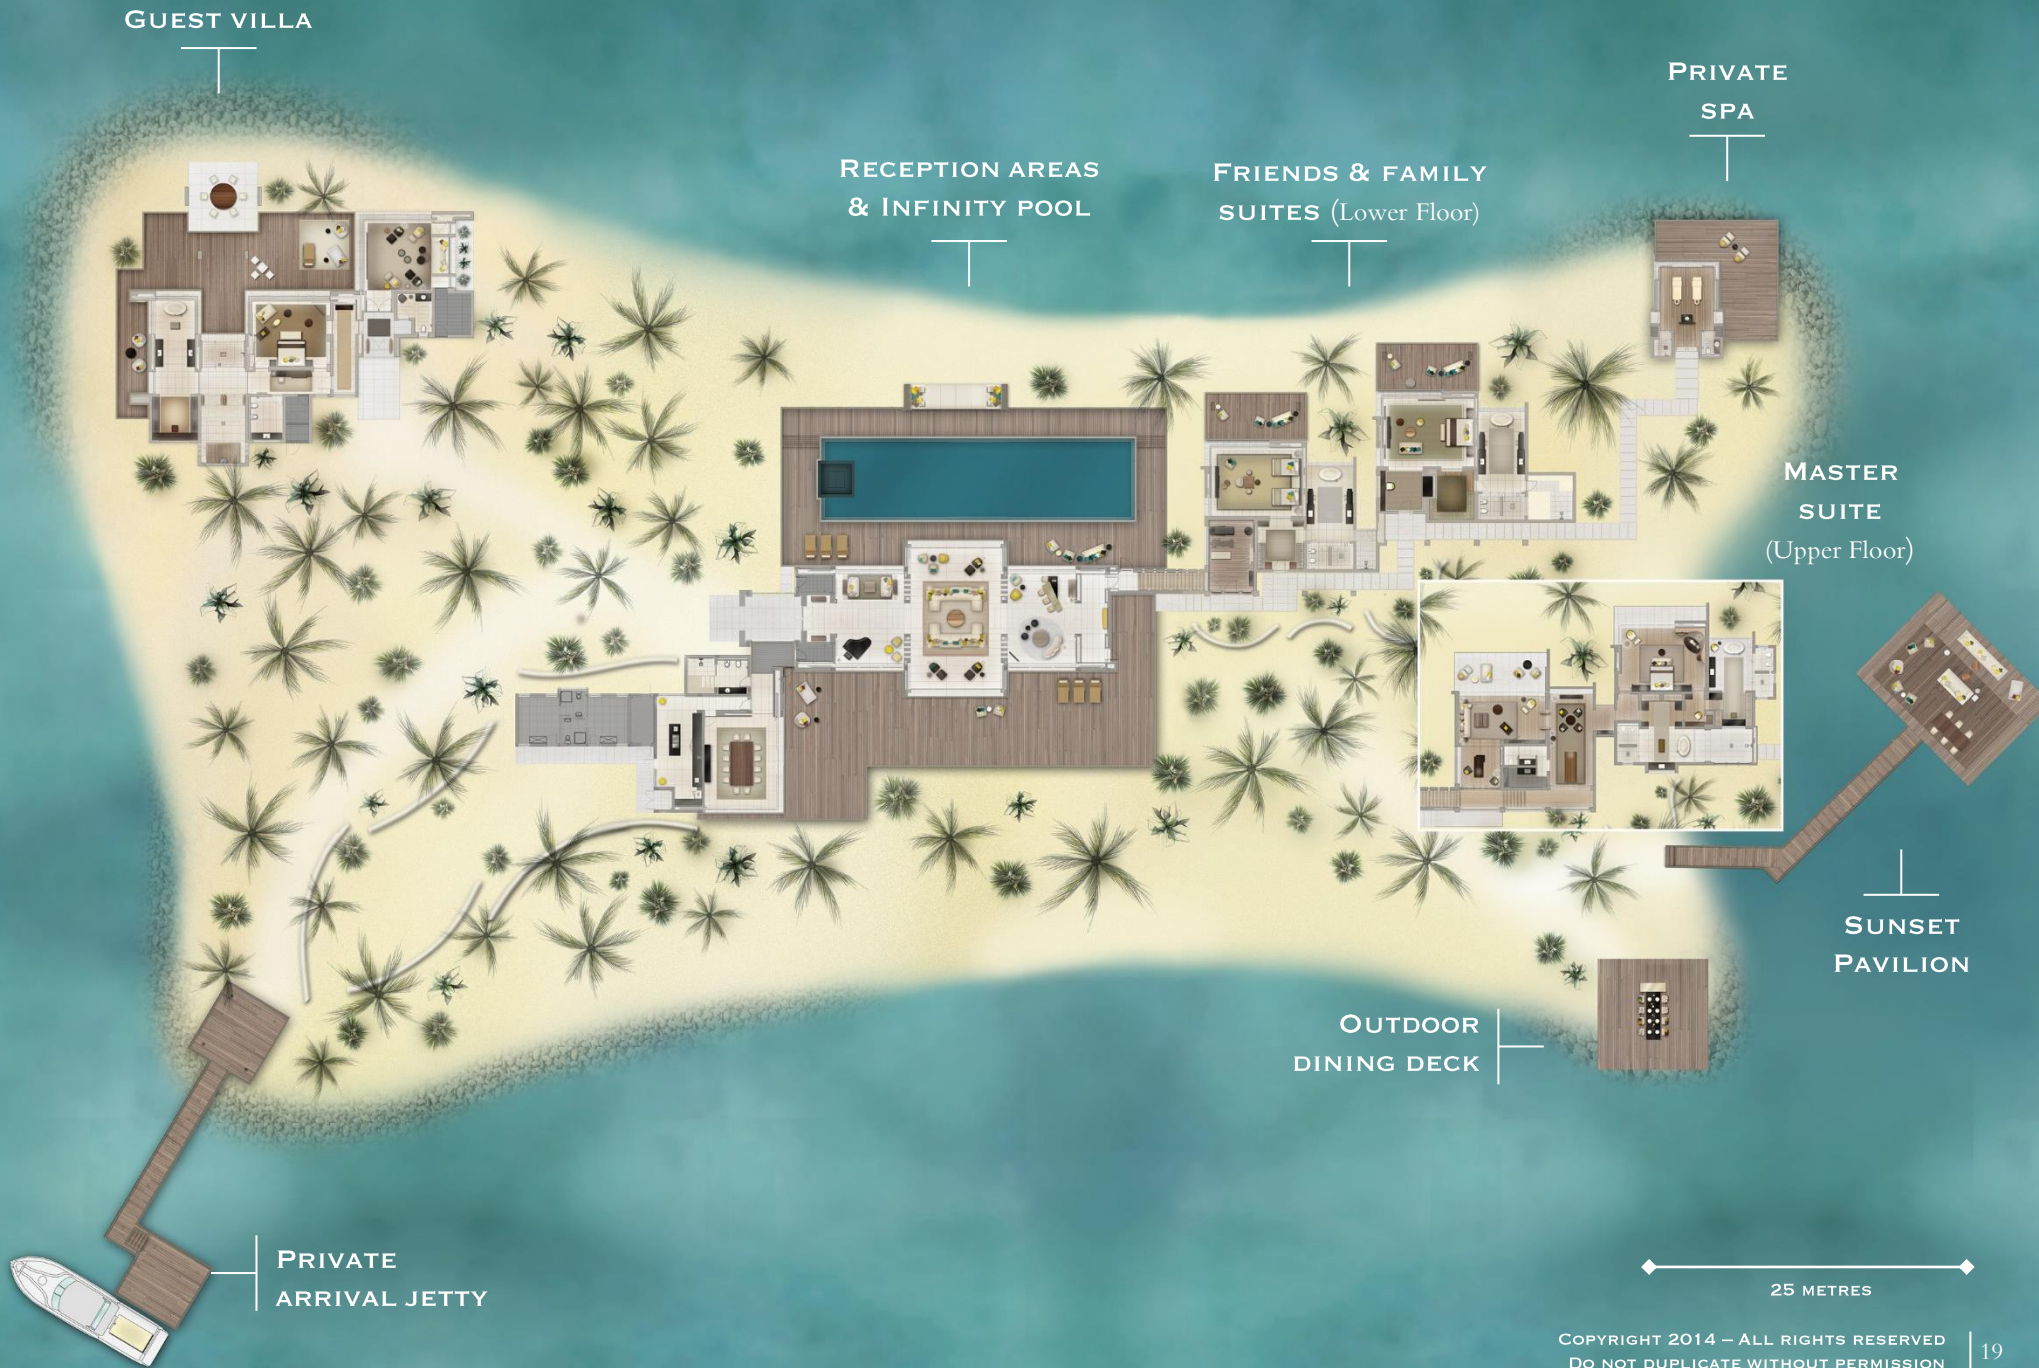 GUEST VILLA
PRIVATE
SPA
RECEPTION AREAS
& INFINITY POOL
FRIENDS & FAMILY
SUITES (Lower Floor)
MASTER
SUITE
(Upper Floor)
SUNSET
PAVILION
OUTDOOR
DINING DECK
PRIVATE
ARRIVAL JETTY
25 METRES
COPYRIGHT 2014 – ALL RIGHTS RESERVED
DO NOT DUPLICATE WITHOUT PERMISSION
19